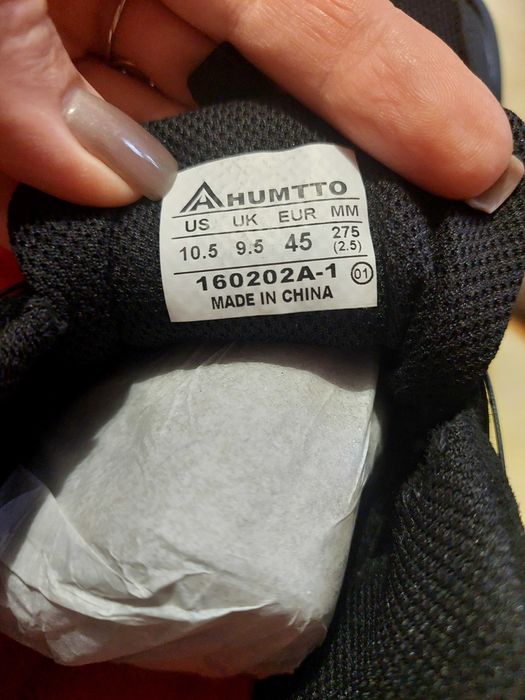 HUMTTO
US UK EUR MM
10.5 9.5 45 275 (2.5)
160202A-1 01
MADE IN CHINA